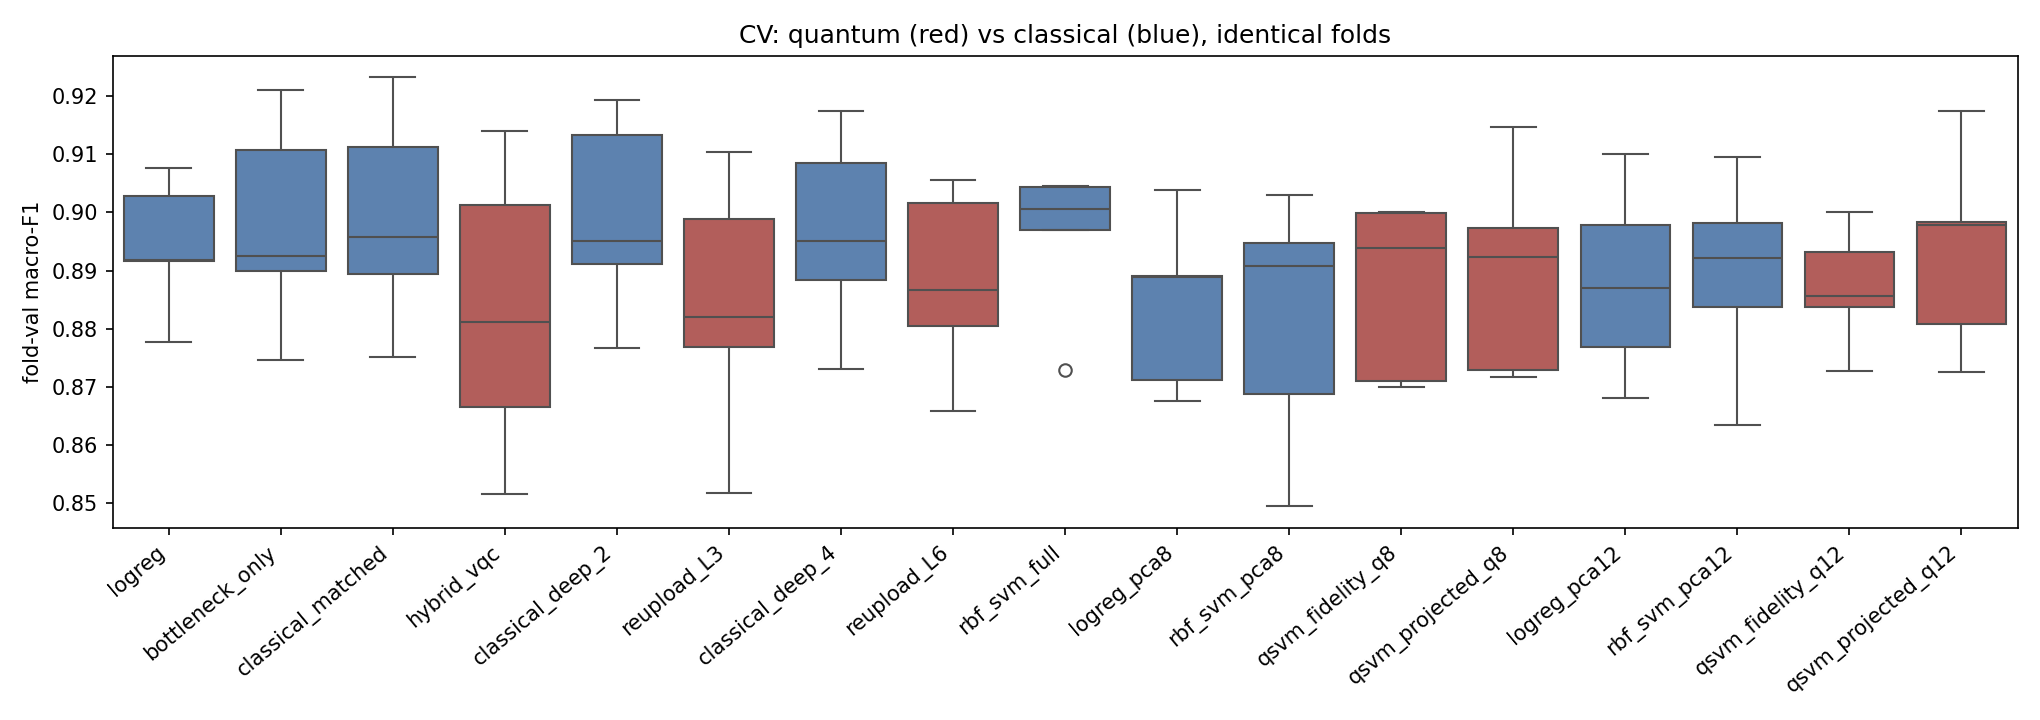 CV: quantum (red) vs classical (blue), identical folds
fold-val macro-F1
0.92
0.91
0.90
0.89
0.88
0.87
0.86
0.85
logreg
bottleneck_only
classical_matched
hybrid_vqc
classical_deep_2
reupload_L3
classical_deep_4
reupload_L6
rbf_svm_full
logreg_pca8
rbf_svm_pca8
qsvm_fidelity_q8
qsvm_projected_q8
logreg_pca12
rbf_svm_pca12
qsvm_fidelity_q12
qsvm_projected_q12